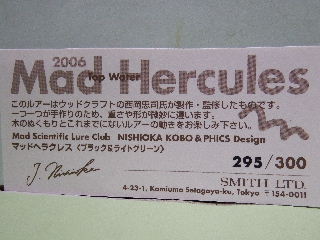 2006
Mad Hercules
Top Water
このルアーはウッドクラフトの西岡忠司氏が製作・監修したものです。
一つ一つが手作りのため、重さや形が微妙に違います。
木のぬくもりとこれまでにないルアーの動きをお楽しみ下さい。
Mad Scientific Lure Club NISHIOKA KOBO & PHICS Design
マッドヘラクレス〈ブラック&ライトグリーン〉
295/300
SMITH LTD.
4-23-1, Kamiuma Setagaya-ku, Tokyo 〒154-0011